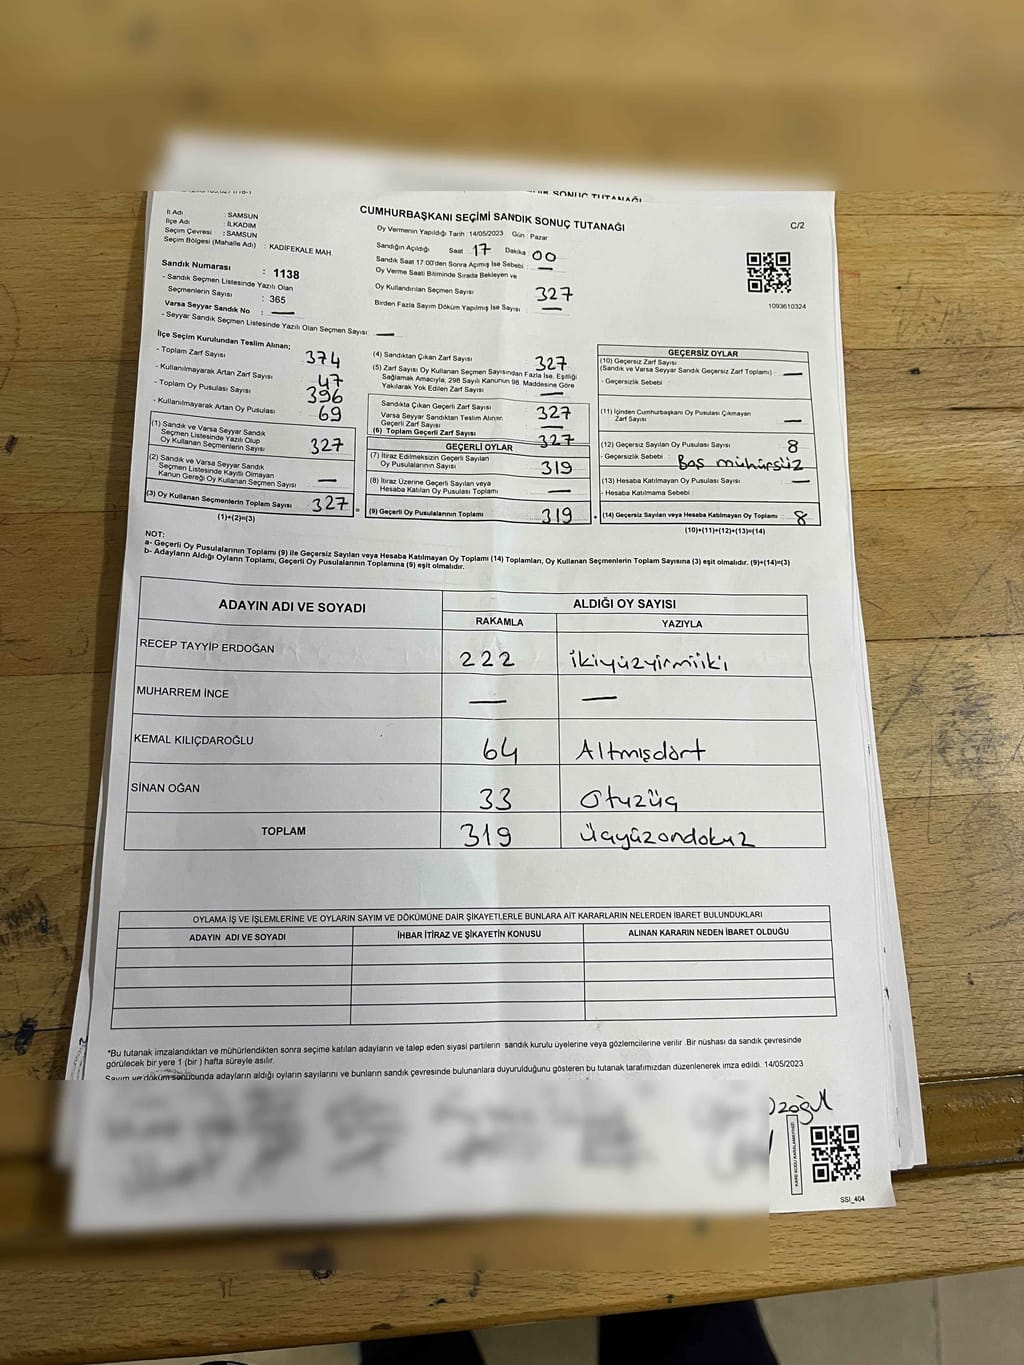 SONUÇ TUTANAĞI
CUMHURBAŞKANI SEÇİMİ SANDIK SONUÇ TUTANAĞI
C/2
İl Adı : SAMSUN
İlçe Adı : İLKADIM
Seçim Çevresi : SAMSUN
Seçim Bölgesi (Mahalle Adı) : KADIFEKALE MAH.
Oy Vermenin Yapıldığı Tarih :14/05/2023 Gün : Pazar
Sandığın Açıldığı Saat : 17 Dakika : 00
Sandık Saat 17:00'den Sonra Açımış İse Sebebi : —
Oy Verme Saati Bitiminde Sırada Bekleyen ve
Oy Kullandırılan Seçmen Sayısı 327
Birden Fazla Sayım Döküm Yapılmış İse Sayısı : —
1093610324
Sandık Numarası : 1138
- Sandık Seçmen Listesinde Yazılı Olan
Seçmenlerin Sayısı : 365
Varsa Seyyar Sandık No : —
- Seyyar Sandık Seçmen Listesinde Yazılı Olan Seçmen Sayısı : —
İlçe Seçim Kurulundan Teslim Alınan;
- Toplam Zarf Sayısı 374
- Kullanılmayarak Artan Zarf Sayısı 47
- Toplam Oy Pusulası Sayısı 396
- Kullanılmayarak Artan Oy Pusulası 69
(1) Sandık ve Varsa Seyyar Sandık
Seçmen Listesinde Yazılı Olup
Oy Kullanan Seçmenlerin Sayısı 327
(2) Sandık ve Varsa Seyyar Sandık
Seçmen Listesinde Kayıtlı Olmayan
Kanun Gereği Oy Kullanan Seçmen Sayısı —
(3) Oy Kullanan Seçmenlerin Toplam Sayısı 327
(1)+(2)=(3)
(4) Sandıktan Çıkan Zarf Sayısı 327
(5) Zarf Sayısı Oy Kullanan Seçmen Sayısından Fazla İse, Eşitliği
Sağlamak Amacıyla, 298 Sayılı Kanunun 98. Maddesine Göre
Yakılarak Yok Edilen Zarf Sayısı —
Sandıkta Çıkan Geçerli Zarf Sayısı 327
Varsa Seyyar Sandıktan Teslim Alınan
Geçerli Zarf Sayısı —
(6) Toplam Geçerli Zarf Sayısı 327
GEÇERLİ OYLAR
(7) İtiraz Edilmeksizin Geçerli Sayılan
Oy Pusulalarının Sayısı 319
(8) İtiraz Üzerine Geçerli Sayılan veya
Hesaba Katılan Oy Pusulası Toplamı —
(9) Geçerli Oy Pusulalarının Toplamı 319
GEÇERSİZ OYLAR
(10) Geçersiz Zarf Sayısı
(Sandık ve Varsa Seyyar Sandık Geçersiz Zarf Toplamı) —
- Geçersizlik Sebebi :
(11) İçinden Cumhurbaşkanı Oy Pusulası Çıkmayan
Zarf Sayısı —
(12) Geçersiz Sayılan Oy Pusulası Sayısı 8
- Geçersizlik Sebebi : Boş mühürsüz
(13) Hesaba Katılmayan Oy Pusulası Sayısı —
- Hesaba Katılmama Sebebi :
(14) Geçersiz Sayılan veya Hesaba Katılmayan Oy Toplamı 8
(10)+(11)+(12)+(13)=(14)
NOT:
a- Geçerli Oy Pusulalarının Toplamı (9) ile Geçersiz Sayılan veya Hesaba Katılmayan Oy Toplamı (14) Toplamları, Oy Kullanan Seçmenlerin Toplam Sayısına (3) eşit olmalıdır. (9)+(14)=(3)
b- Adayların Aldığı Oyların Toplamı, Geçerli Oy Pusulalarının Toplamına (9) eşit olmalıdır.
ADAYIN ADI VE SOYADI
ALDIĞI OY SAYISI
RAKAMLA YAZIYLA
RECEP TAYYİP ERDOĞAN 222 ikiyüzyirmiiki
MUHARREM İNCE — —
KEMAL KILIÇDAROĞLU 64 Altmışdört
SİNAN OĞAN 33 Otuzüç
TOPLAM 319 Üçyüzondokuz
OYLAMA İŞ VE İŞLEMLERİNE VE OYLARIN SAYIM VE DÖKÜMÜNE DAİR ŞİKAYETLERLE BUNLARA AİT KARARLARIN NELERDEN İBARET BULUNDUKLARI
ADAYIN ADI VE SOYADI İHBAR İTİRAZ VE ŞİKAYETİN KONUSU ALINAN KARARIN NEDEN İBARET OLDUĞU
*Bu tutanak imzalandıktan ve mühürlendikten sonra seçime katılan adayların ve talep eden siyasi partilerin sandık kurulu üyelerine veya gözlemcilerine verilir. Bir nüshası da sandık çevresinde
görülecek bir yere 1 (bir ) hafta süreyle asılır.
Sayım ve döküm sonucunda adayların aldığı oyların sayılarını ve bunların sandık çevresinde bulunanlara duyurulduğunu gösteren bu tutanak tarafımızdan düzenlenerek imza edildi. 14/05/2023
SSI_404